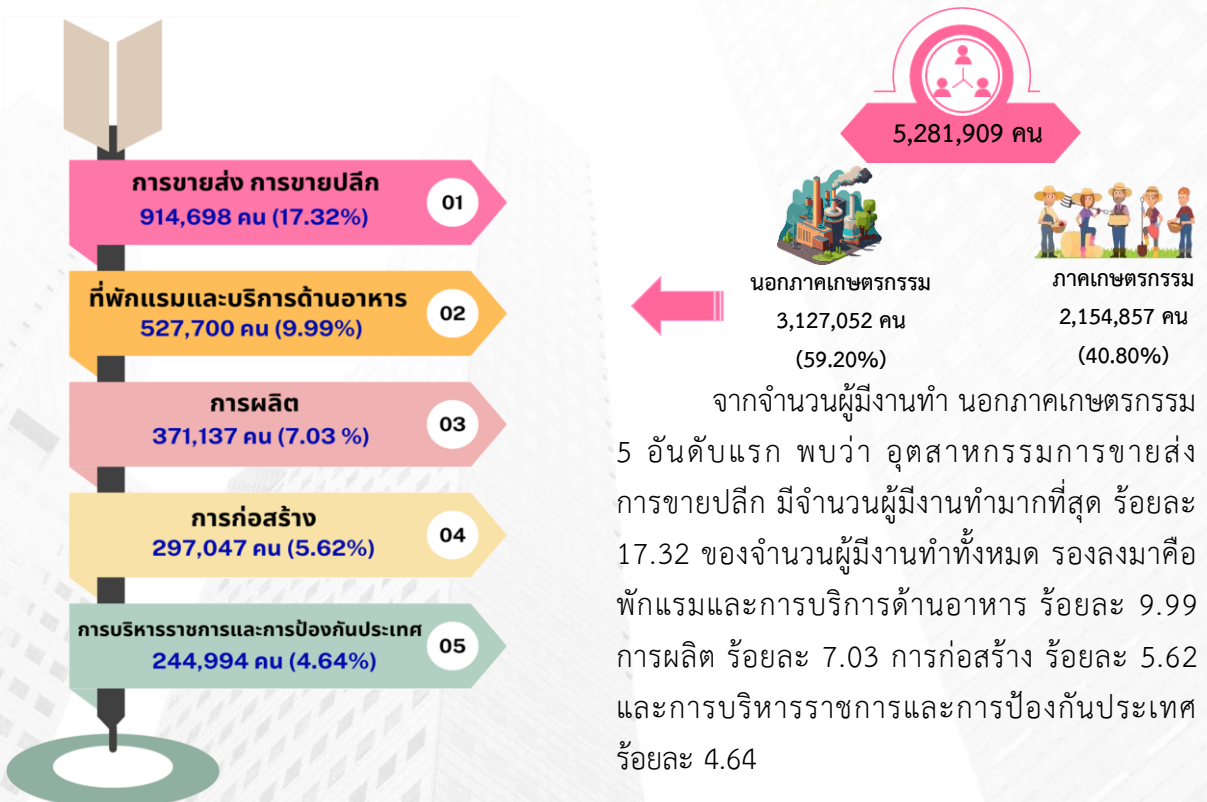 การขายส่ง การขายปลีก
914,698 คน (17.32%)
01
ที่พักแรมและบริการด้านอาหาร
527,700 คน (9.99%)
02
การผลิต
371,137 คน (7.03 %)
03
การก่อสร้าง
297,047 คน (5.62%)
04
การบริหารราชการและการป้องกันประเทศ
244,994 คน (4.64%)
05
5,281,909 คน
นอกภาคเกษตรกรรม
3,127,052 คน
(59.20%)
ภาคเกษตรกรรม
2,154,857 คน
(40.80%)
จากจำนวนผู้มีงานทำ นอกภาคเกษตรกรรม
5 อันดับแรก พบว่า อุตสาหกรรมการขายส่ง
การขายปลีก มีจำนวนผู้มีงานทำมากที่สุด ร้อยละ
17.32 ของจำนวนผู้มีงานทำทั้งหมด รองลงมาคือ
พักแรมและการบริการด้านอาหาร ร้อยละ 9.99
การผลิต ร้อยละ 7.03 การก่อสร้าง ร้อยละ 5.62
และการบริหารราชการและการป้องกันประเทศ
ร้อยละ 4.64